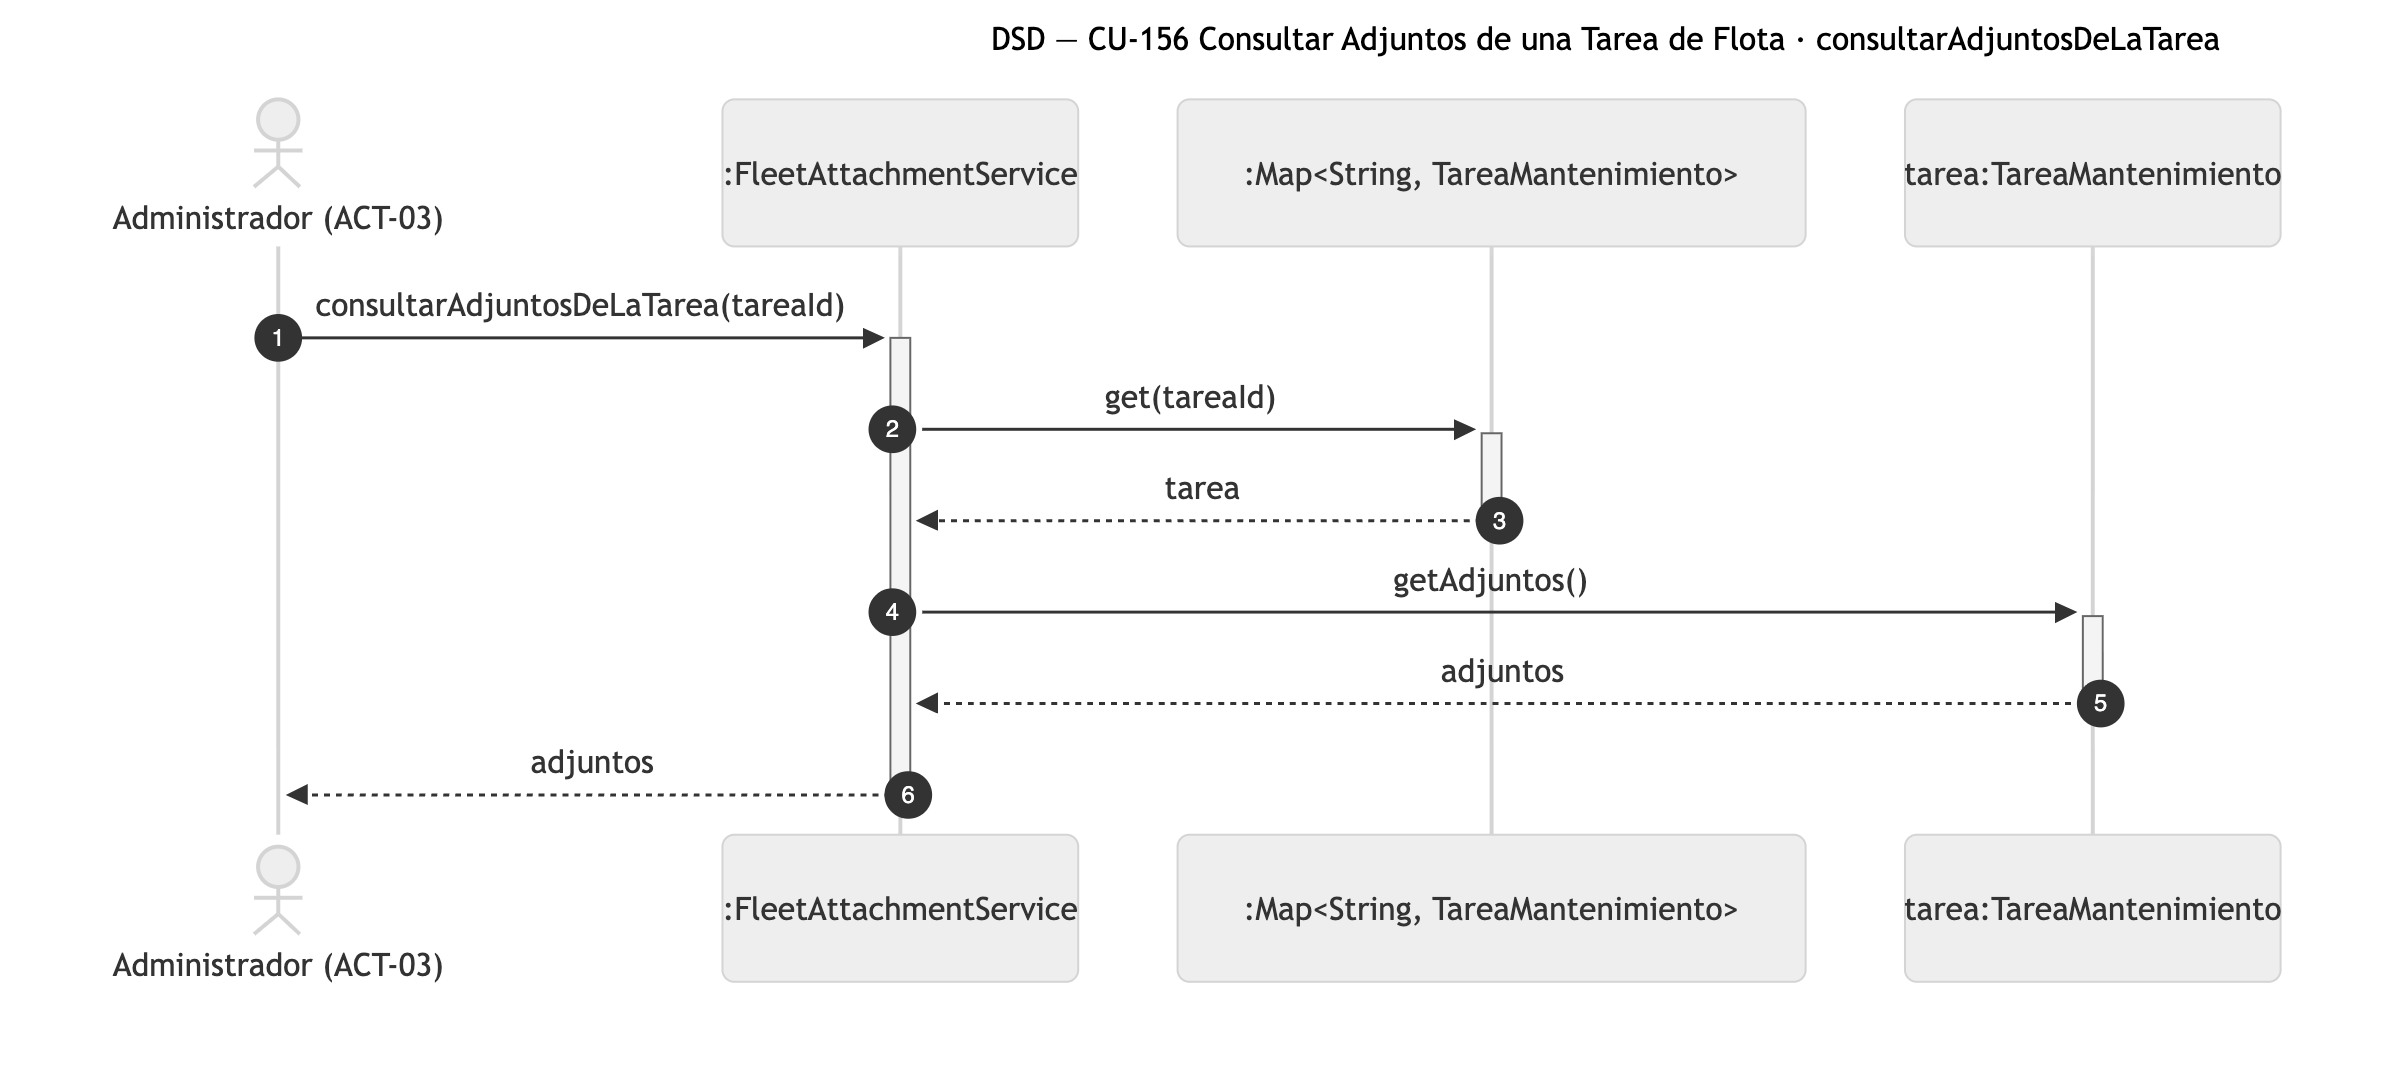 DSD — CU-156 Consultar Adjuntos de una Tarea de Flota · consultarAdjuntosDeLaTarea
Administrador (ACT-03)
:FleetAttachmentService
:Map<String, TareaMantenimiento>
tarea:TareaMantenimiento
consultarAdjuntosDeLaTarea(tareaId)
1
get(tareaId)
2
tarea
3
getAdjuntos()
4
adjuntos
5
adjuntos
6
Administrador (ACT-03)
:FleetAttachmentService
:Map<String, TareaMantenimiento>
tarea:TareaMantenimiento